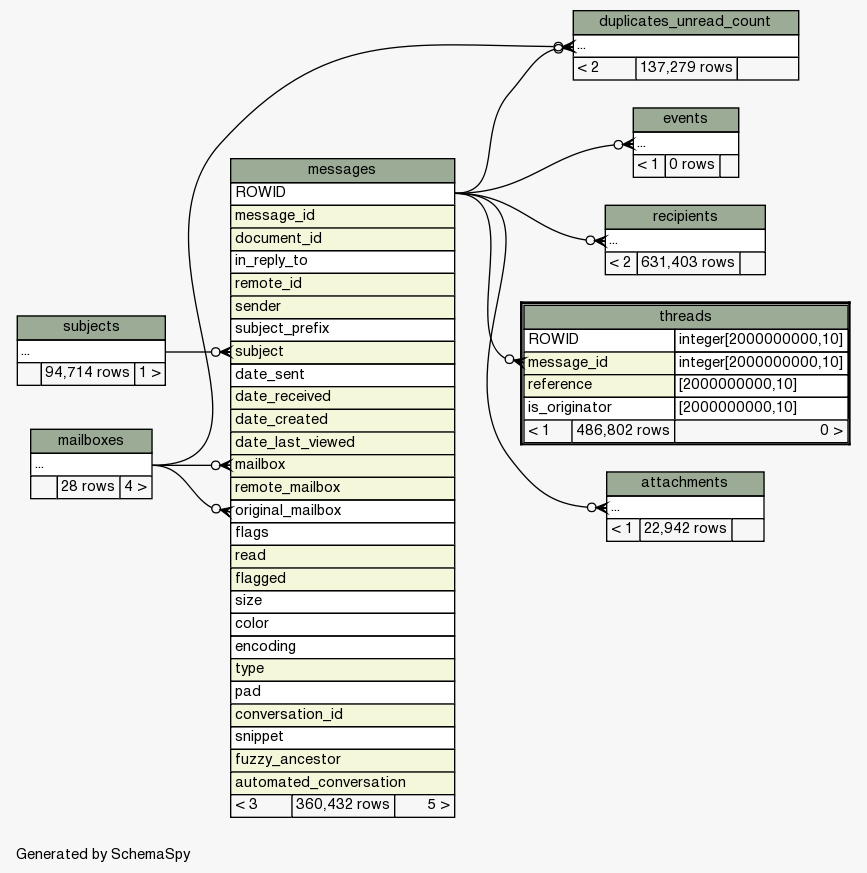 duplicates_unread_count
...
< 2 137,279 rows
events
...
< 1 0 rows
messages
ROWID
message_id
document_id
in_reply_to
remote_id
sender
subject_prefix
subject
date_sent
date_received
date_created
date_last_viewed
mailbox
remote_mailbox
original_mailbox
flags
read
flagged
size
color
encoding
type
pad
conversation_id
snippet
fuzzy_ancestor
automated_conversation
< 3 360,432 rows 5 >
recipients
...
< 2 631,403 rows
threads
ROWID integer[2000000000,10]
message_id integer[2000000000,10]
reference [2000000000,10]
is_originator [2000000000,10]
< 1 486,802 rows 0 >
subjects
...
94,714 rows 1 >
mailboxes
...
28 rows 4 >
attachments
...
< 1 22,942 rows
Generated by SchemaSpy